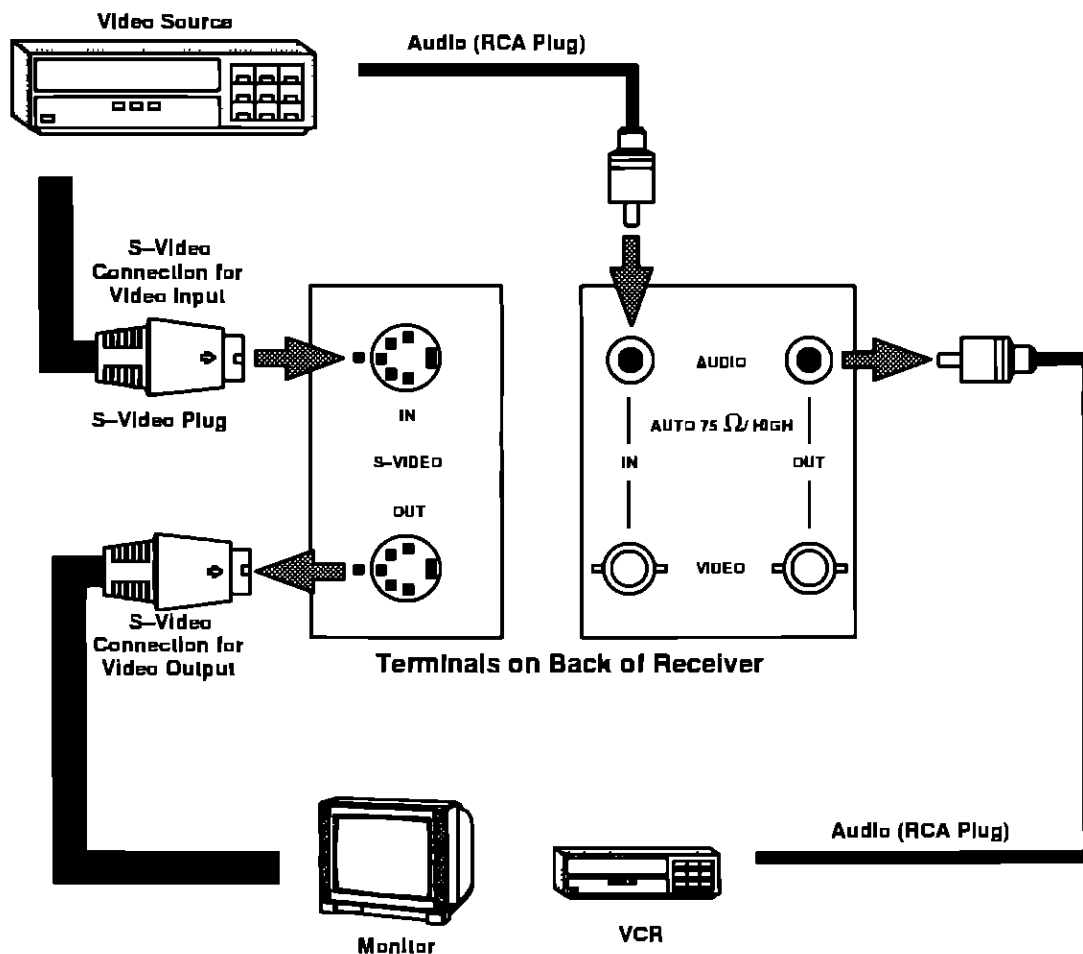 Video Source
Audio (RCA Plug)
S–Video
Connection for
Video Input
S–Video Plug
IN
S–VIDEO
OUT
AUDIO
AUTO 75 Ω/ HIGH
IN
OUT
VIDEO
S–Video
Connection for
Video Output
Terminals on Back of Receiver
Audio (RCA Plug)
Monitor
VCR